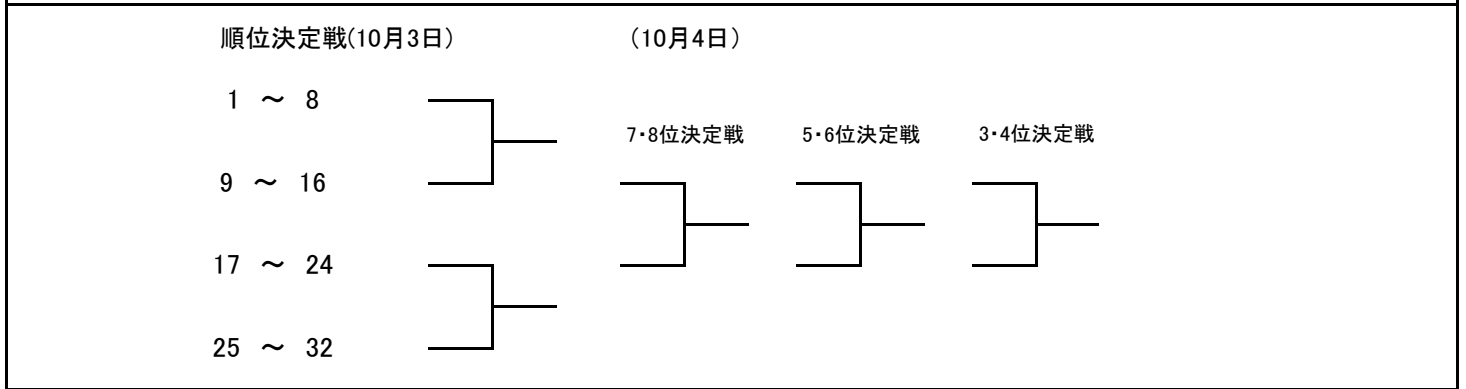 順位決定戦(10月3日)
(10月4日)
1 ～ 8
7・8位決定戦
5・6位決定戦
3・4位決定戦
9 ～ 16
17 ～ 24
25 ～ 32